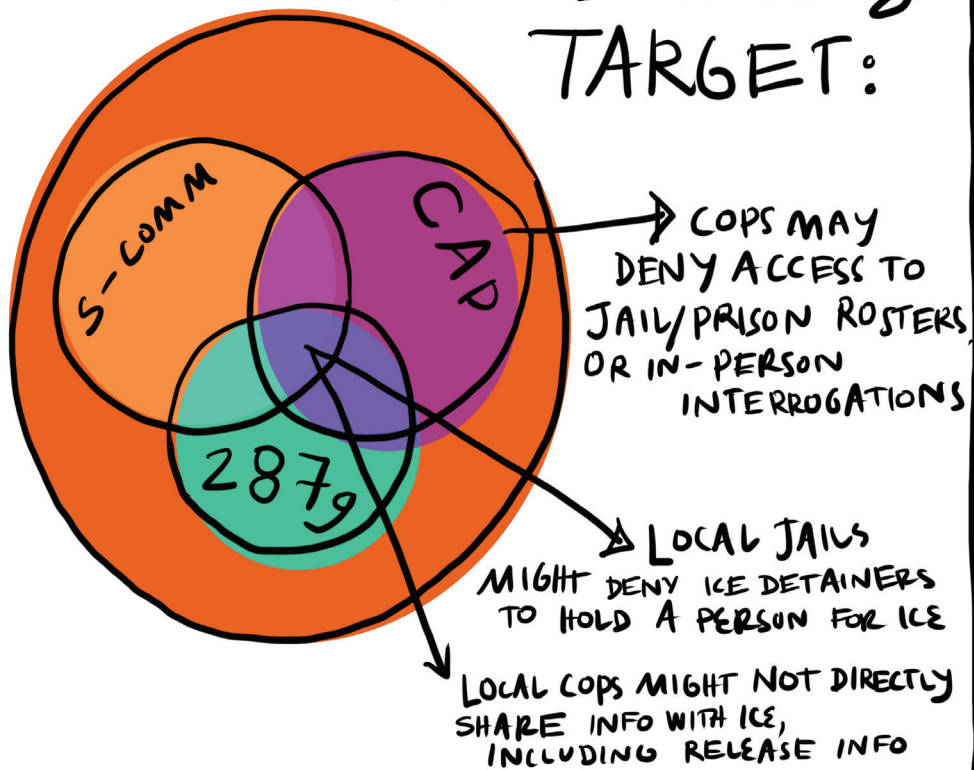 TARGET:
S-COMM
CAP
COPS MAY
DENY ACCESS TO
JAIL/PRISON ROSTERS
OR IN-PERSON
INTERROGATIONS
287g
LOCAL JAILS
MIGHT DENY ICE DETAINERS
TO HOLD A PERSON FOR ICE
LOCAL COPS MIGHT NOT DIRECTLY
SHARE INFO WITH ICE,
INCLUDING RELEASE INFO